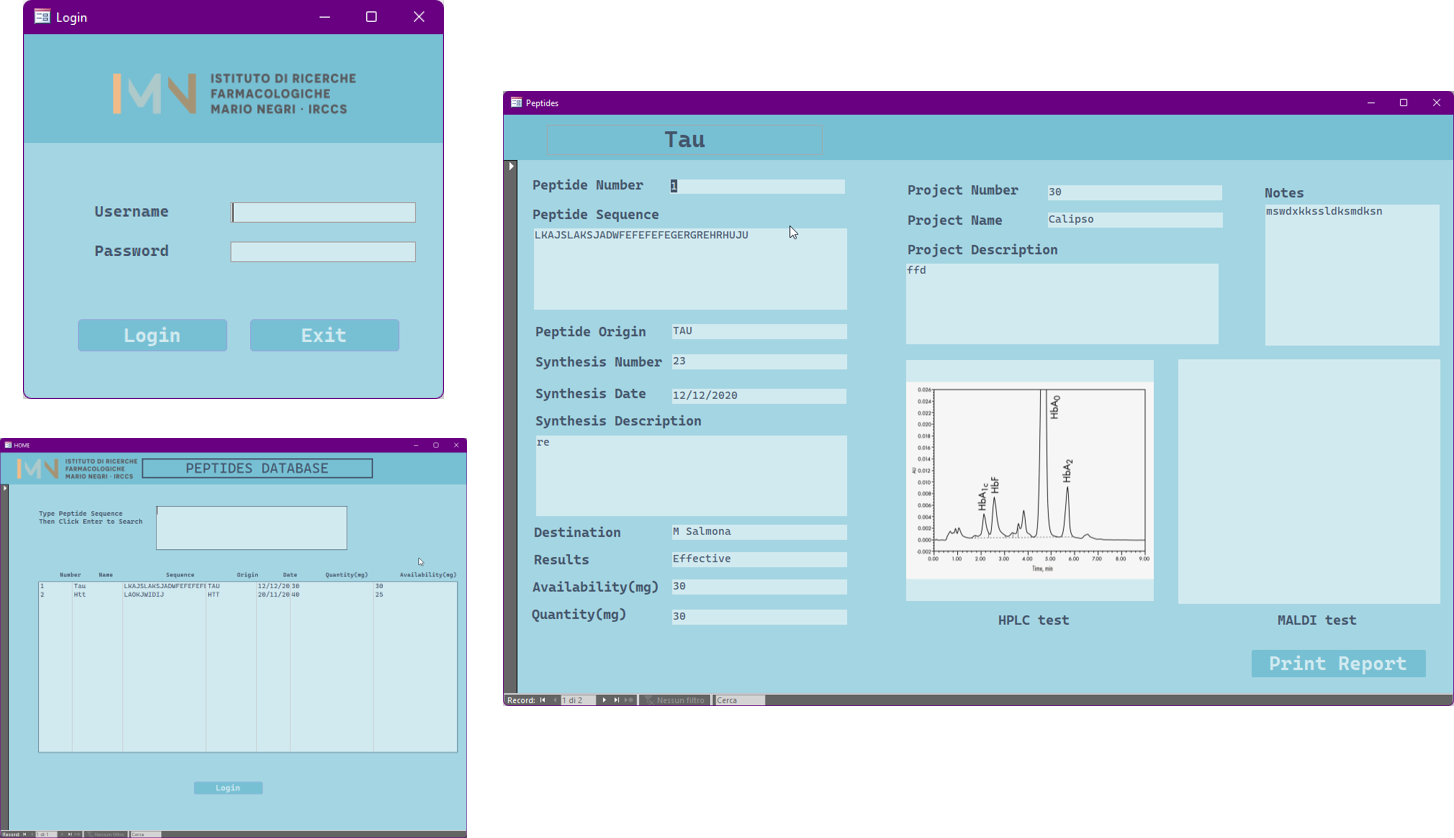 Login
ISTITUTO DI RICERCHE
FARMACOLOGICHE
MARIO NEGRI · IRCCS
Username
Password
Login
Exit
HOME
ISTITUTO DI RICERCHE
FARMACOLOGICHE
MARIO NEGRI · IRCCS
PEPTIDES DATABASE
Type Peptide Sequence
Then Click Enter to Search
Number Name Sequence Origin Date Quantity(mg) Availability(mg)
1 Tau LKAJSLAKSJADWFEFEFEFE TAU 12/12/20 30 30
2 Htt LAOKJWIDIJ HTT 20/11/20 40 25
Login
Record: 1 di 1 Nessun filtro Cerca
Peptides
Tau
Peptide Number 1
Peptide Sequence
LKAJSLAKSJADWFEFEFEFEGERGREHRHUJU
Peptide Origin TAU
Synthesis Number 23
Synthesis Date 12/12/2020
Synthesis Description
re
Destination M Salmona
Results Effective
Availability(mg) 30
Quantity(mg) 30
Project Number 30
Project Name Calipso
Project Description
ffd
Notes
mswdxkkssldksmdksn
0.026
0.024
0.022
0.020
0.018
0.016
0.014
0.012
0.010
0.008
0.006
0.004
0.002
0.000
-0.002
AU
HbA1c
HbF
HbA0
HbA2
0.00 1.00 2.00 3.00 4.00 5.00 6.00 7.00 8.00 9.00
Time, min
HPLC test
MALDI test
Print Report
Record: 1 di 2 Nessun filtro Cerca